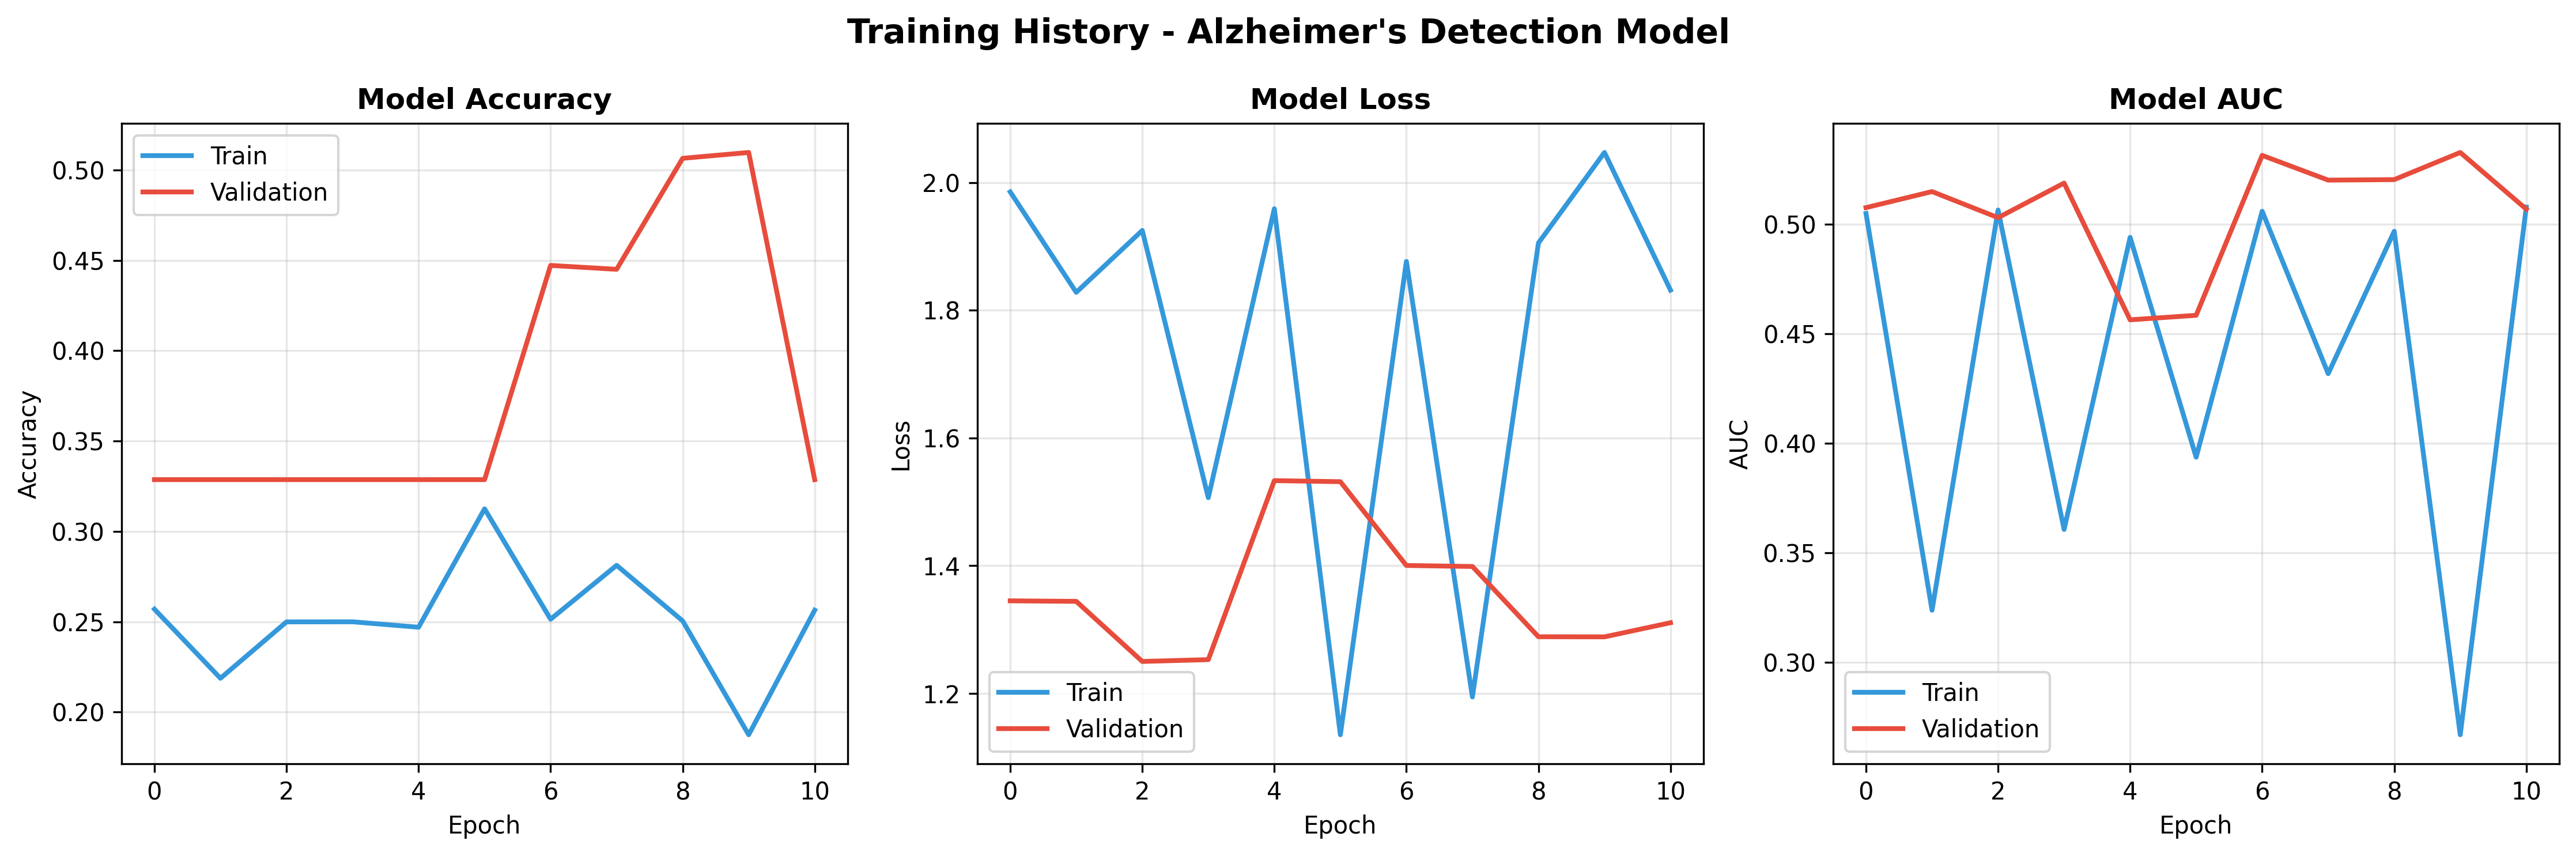 Training History - Alzheimer's Detection Model
Model Accuracy
Train
Validation
0.50
0.45
0.40
0.35
0.30
0.25
0.20
Accuracy
0 2 4 6 8 10
Epoch
Model Loss
2.0
1.8
1.6
1.4
1.2
Loss
Train
Validation
0 2 4 6 8 10
Epoch
Model AUC
0.50
0.45
0.40
0.35
0.30
AUC
Train
Validation
0 2 4 6 8 10
Epoch